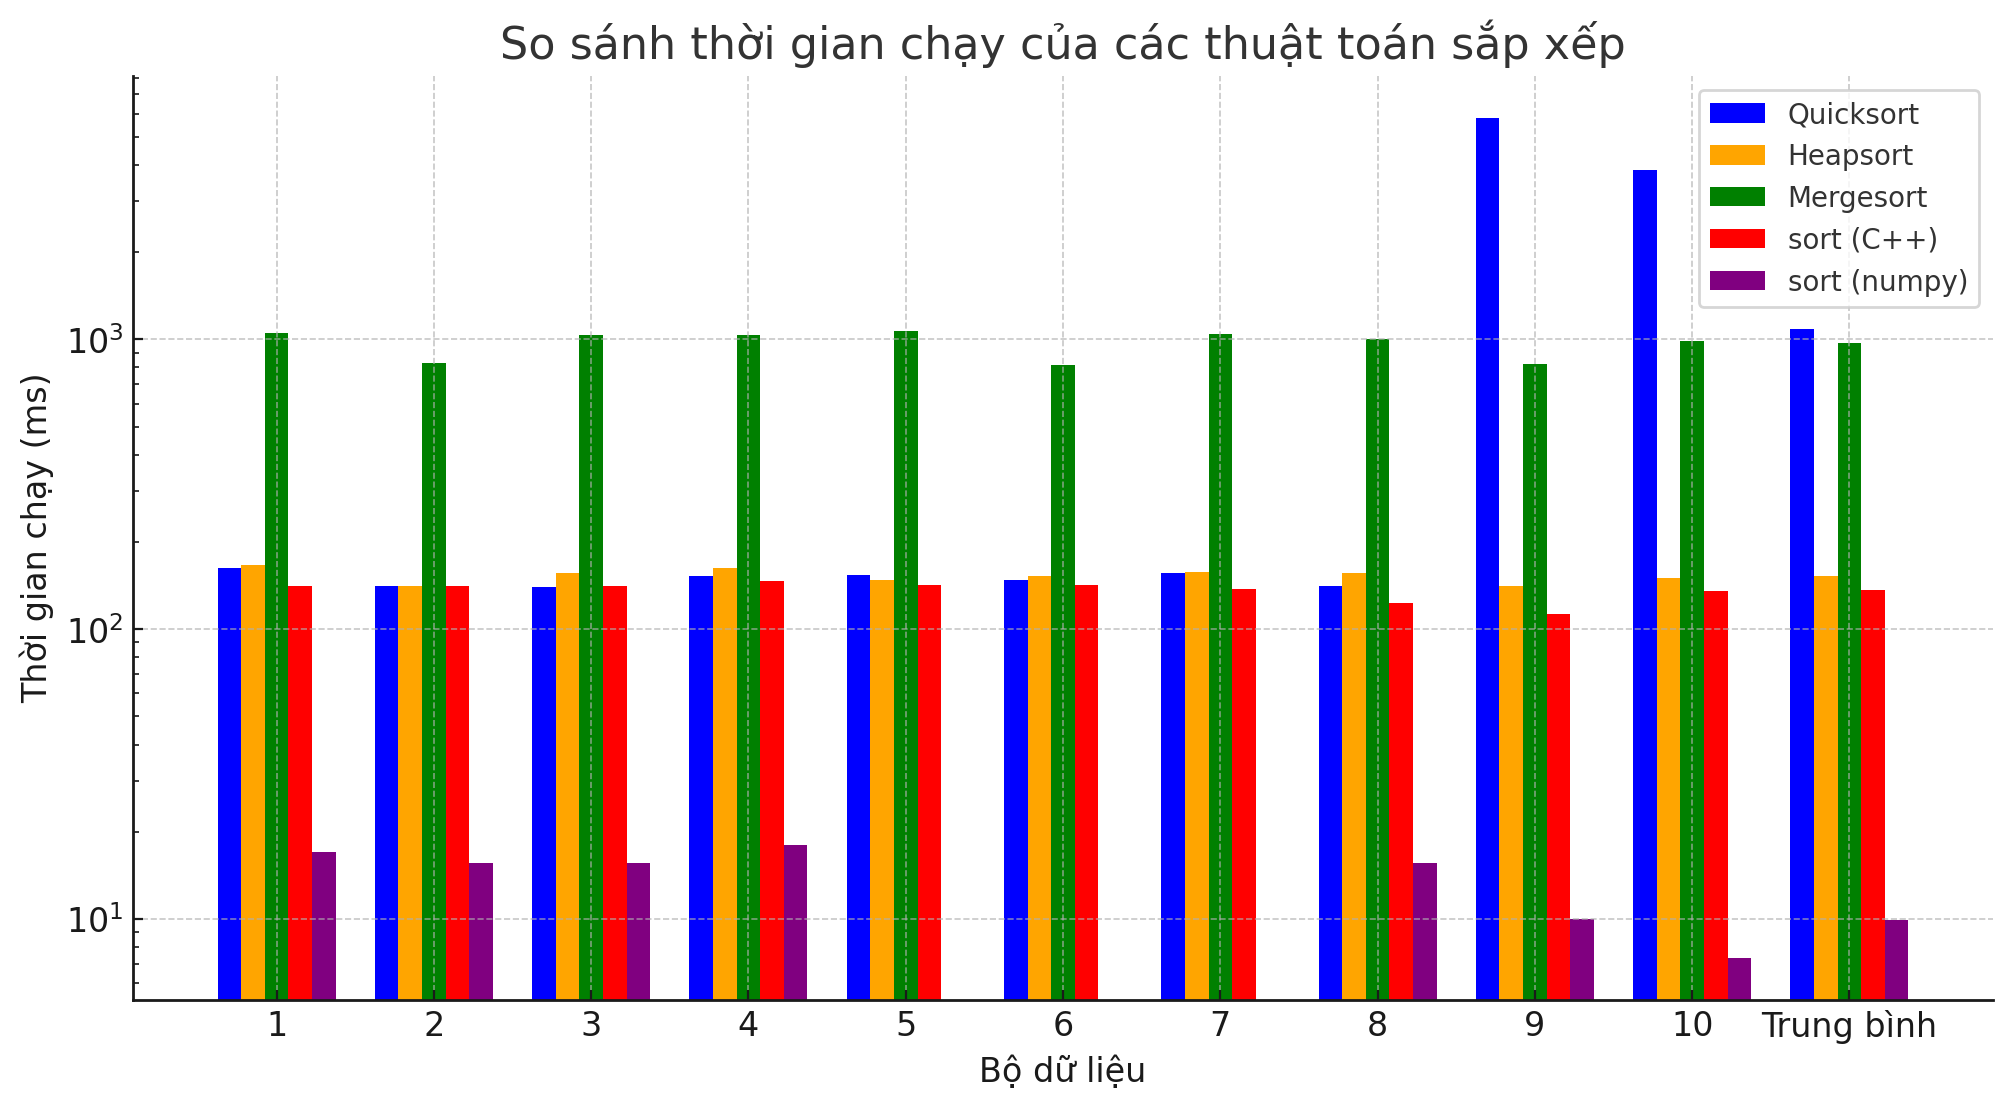 So sánh thời gian chạy của các thuật toán sắp xếp
Quicksort
Heapsort
Mergesort
sort (C++)
sort (numpy)
Thời gian chạy (ms)
10³
10²
10¹
1 2 3 4 5 6 7 8 9 10 Trung bình
Bộ dữ liệu